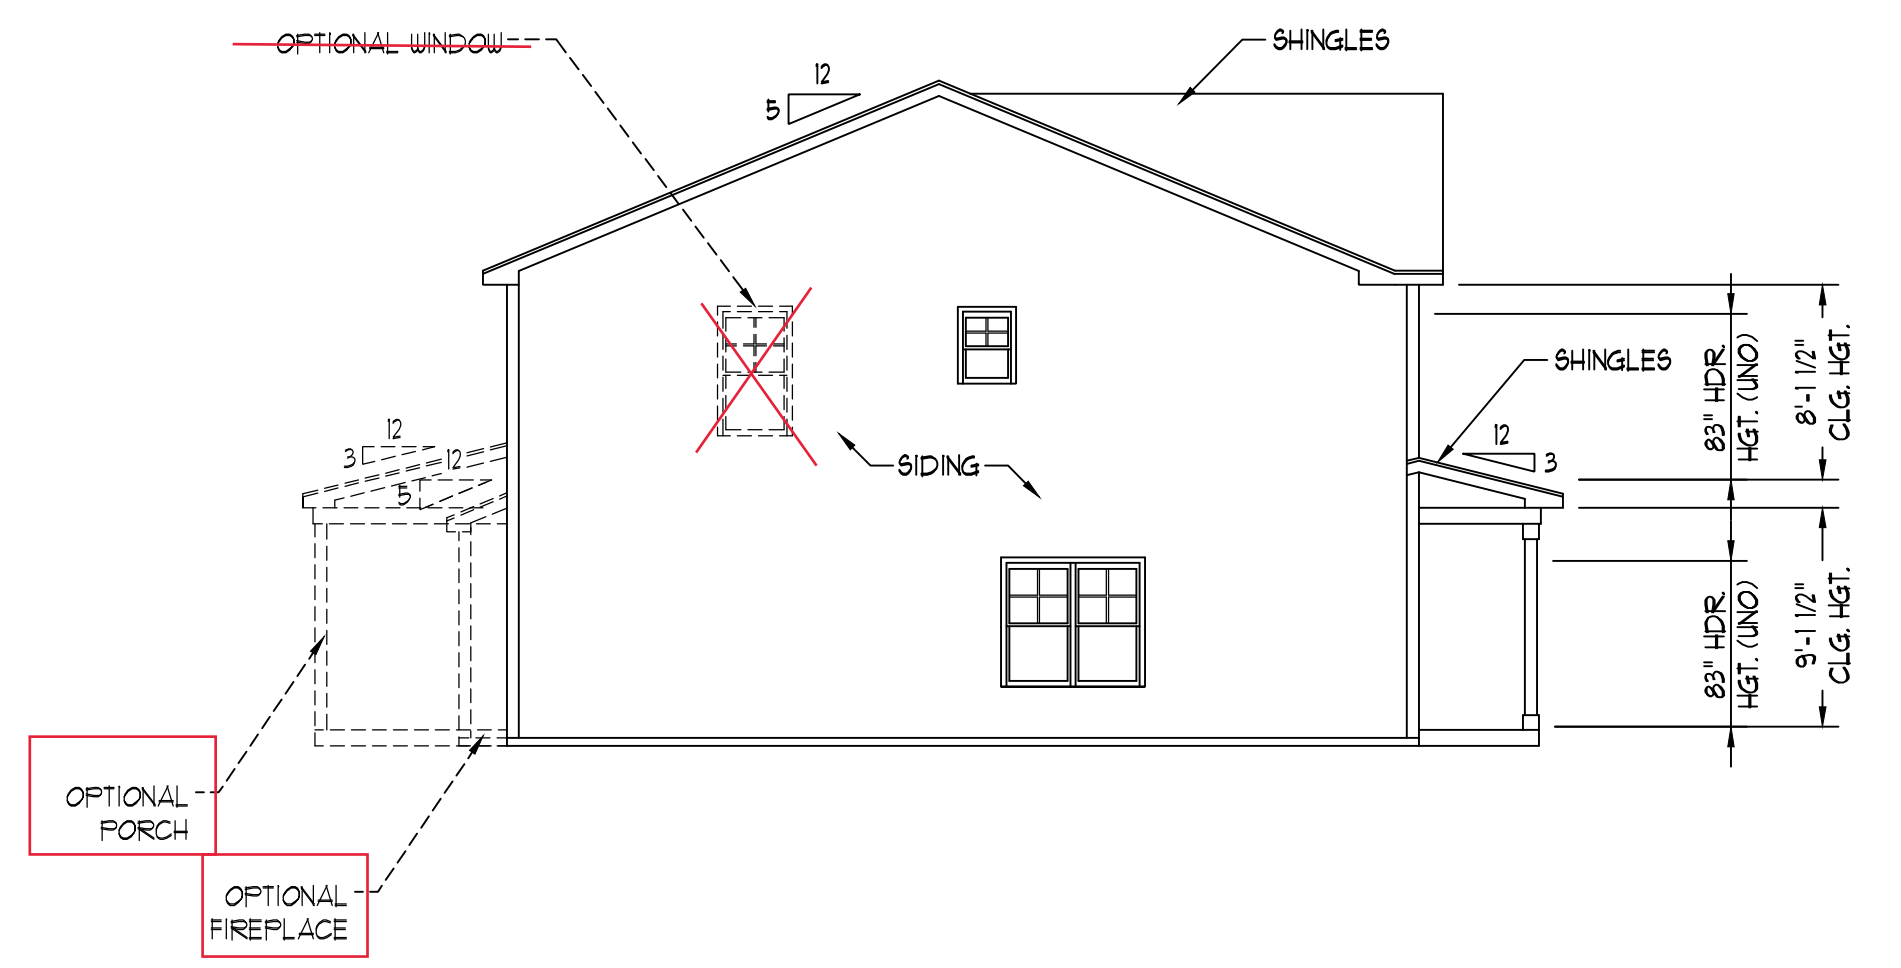 OPTIONAL WINDOW
SHINGLES
12
5
SHINGLES
12
3
12
3
12
5
SIDING
83" HDR.
HGT. (UNO)
8'-1 1/2"
CLG. HGT.
83" HDR.
HGT. (UNO)
9'-1 1/2"
CLG. HGT.
OPTIONAL
PORCH
OPTIONAL
FIREPLACE